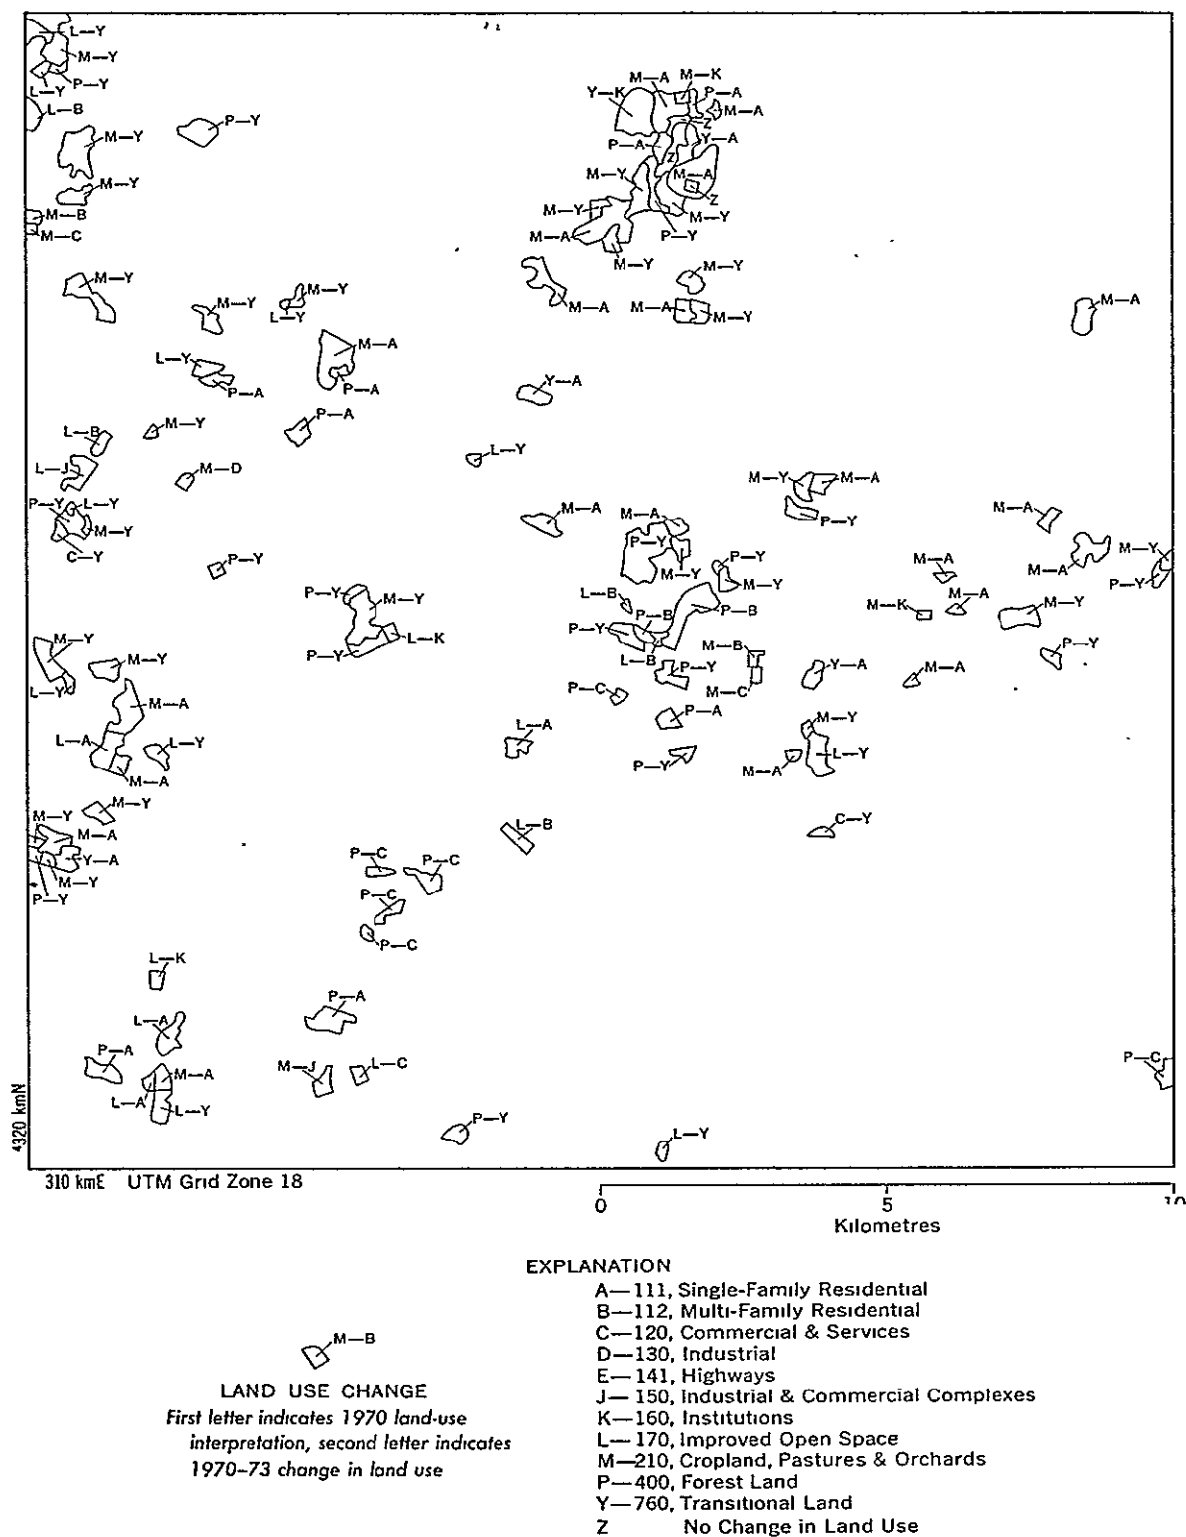 L—Y
M—Y
P—Y
L—Y
L—B
M—Y
P—Y
M—Y
M—B
M—C
M—A
M—K
Y—K
P—A
M—A
Z
P—A
Y—A
Z
M—Y
M—A
Z
M—Y
M—Y
M—A
P—Y
M—Y
M—Y
M—Y
M—Y
M—Y
L—Y
M—Y
M—A
M—A
M—Y
M—A
L—Y
P—A
M—A
P—A
Y—A
L—B
M—Y
P—A
L—Y
L—J
M—D
M—Y
M—A
P—Y
P—Y
L—Y
M—Y
C—Y
M—A
M—A
P—Y
M—Y
M—A
M—Y
M—A
P—Y
P—Y
P—Y
M—Y
M—A
P—Y
M—Y
L—K
P—Y
L—B
P—B
P—B
P—Y
L—B
M—K
M—A
M—Y
M—Y
M—Y
L—Y
M—B
P—Y
P—Y
M—C
Y—A
M—A
P—C
M—A
P—A
L—A
L—Y
M—A
L—A
P—Y
M—Y
M—A
L—Y
M—Y
M—Y
M—A
Y—A
M—Y
P—Y
L—B
C—Y
P—C
P—C
P—C
P—C
L—K
P—A
L—A
P—A
M—A
L—A
L—Y
M—J
L—C
P—C
P—Y
L—Y
4320 kmN
310 kmE UTM Grid Zone 18
0 5 10
Kilometres
EXPLANATION
A—111, Single-Family Residential
B—112, Multi-Family Residential
C—120, Commercial & Services
D—130, Industrial
E—141, Highways
J—150, Industrial & Commercial Complexes
K—160, Institutions
L—170, Improved Open Space
M—210, Cropland, Pastures & Orchards
P—400, Forest Land
Y—760, Transitional Land
Z No Change in Land Use
M—B
LAND USE CHANGE
First letter indicates 1970 land-use
interpretation, second letter indicates
1970–73 change in land use